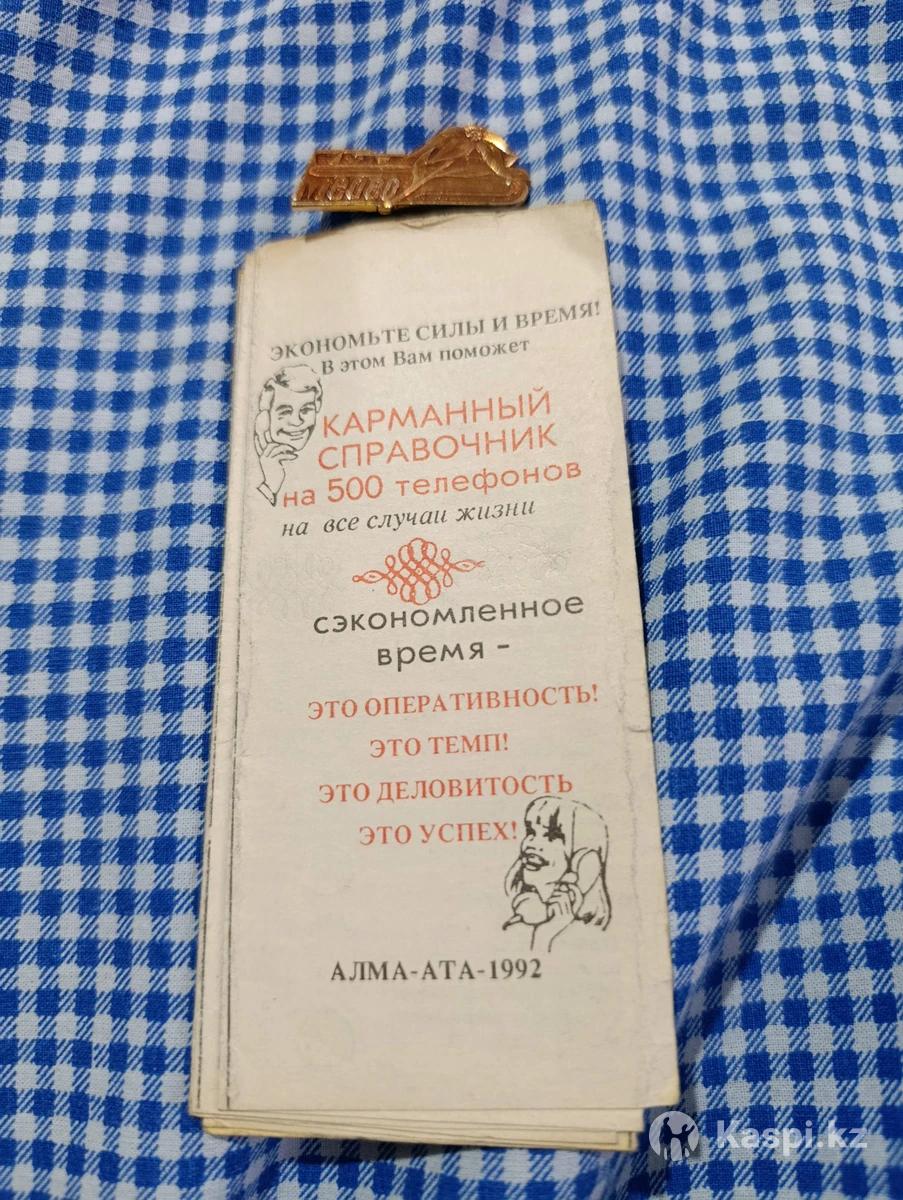 Медео
ЭКОНОМЬТЕ СИЛЫ И ВРЕМЯ!
В этом Вам поможет
КАРМАННЫЙ
СПРАВОЧНИК
на 500 телефонов
на все случаи жизни
сэкономленное
время -
ЭТО ОПЕРАТИВНОСТЬ!
ЭТО ТЕМП!
ЭТО ДЕЛОВИТОСТЬ
ЭТО УСПЕХ!
АЛМА-АТА-1992
Kaspi.kz